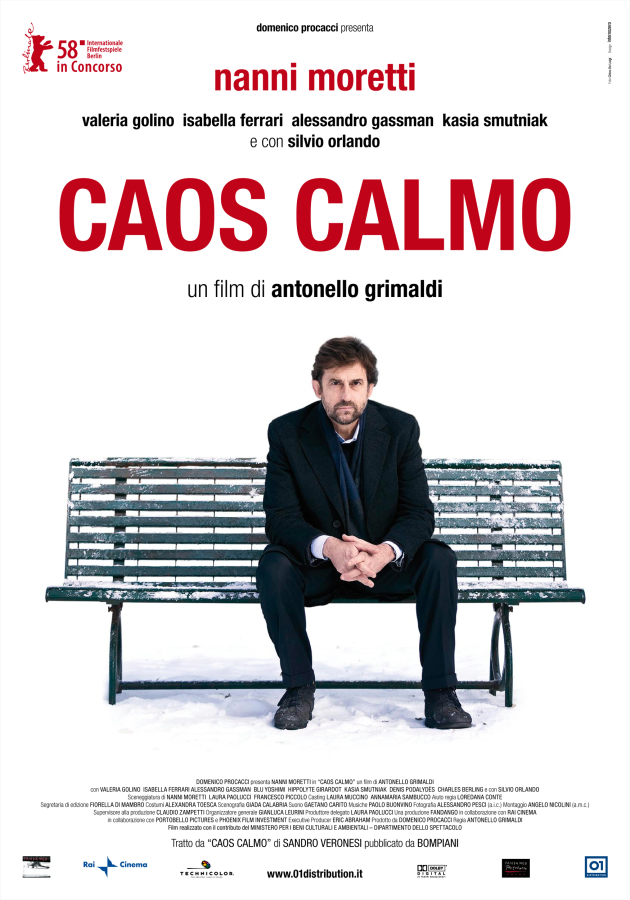 domenico procacci presenta
Berlinale
58
Internationale
Filmfestspiele
Berlin
in Concorso
nanni moretti
valeria golino isabella ferrari alessandro gassman kasia smutniak
e con silvio orlando
CAOS CALMO
un film di antonello grimaldi
DOMENICO PROCACCI presenta NANNI MORETTI in "CAOS CALMO" un film di ANTONELLO GRIMALDI
con VALERIA GOLINO ISABELLA FERRARI ALESSANDRO GASSMAN BLU YOSHIMI HIPPOLYTE GIRARDOT KASIA SMUTNIAK DENIS PODALYDÈS CHARLES BERLING e con SILVIO ORLANDO
Sceneggiatura di NANNI MORETTI LAURA PAOLUCCI FRANCESCO PICCOLO Casting LAURA MUCCINO ANNAMARIA SAMBUCCO Aiuto regia LOREDANA CONTE
Segretaria di edizione FIORELLA DI MAMBRO Costumi ALEXANDRA TOESCA Scenografia GIADA CALABRIA Suono GAETANO CARITO Musiche PAOLO BUONVINO Fotografia ALESSANDRO PESCI (a.i.c.) Montaggio ANGELO NICOLINI (a.m.c.)
Supervisore alla produzione CLAUDIO ZAMPETTI Organizzatore generale GIANLUCA LEURINI Produttore delegato LAURA PAOLUCCI Una produzione FANDANGO in collaborazione con RAI CINEMA
in collaborazione con PORTOBELLO PICTURES e PHOENIX FILM INVESTMENT Executive Producer ERIC ABRAHAM Prodotto da DOMENICO PROCACCI Regia ANTONELLO GRIMALDI
Film realizzato con il contributo del MINISTERO PER I BENI CULTURALI E AMBIENTALI – DIPARTIMENTO DELLO SPETTACOLO
Tratto da "CAOS CALMO" di SANDRO VERONESI pubblicato da BOMPIANI
Rai Cinema
TECHNICOLOR
www.01distribution.it
DOLBY
DIGITAL
01